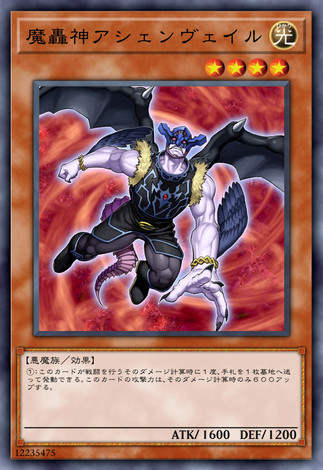 魔轟神アシェンヴェイル
光
【悪魔族／効果】
①:このカードが戦闘を行うそのダメージ計算時に１度、手札を１枚墓地へ送
って発動できる。このカードの攻撃力は、そのダメージ計算時のみ６００アッ
プする。
ATK/ 1600 DEF/1200
12235475